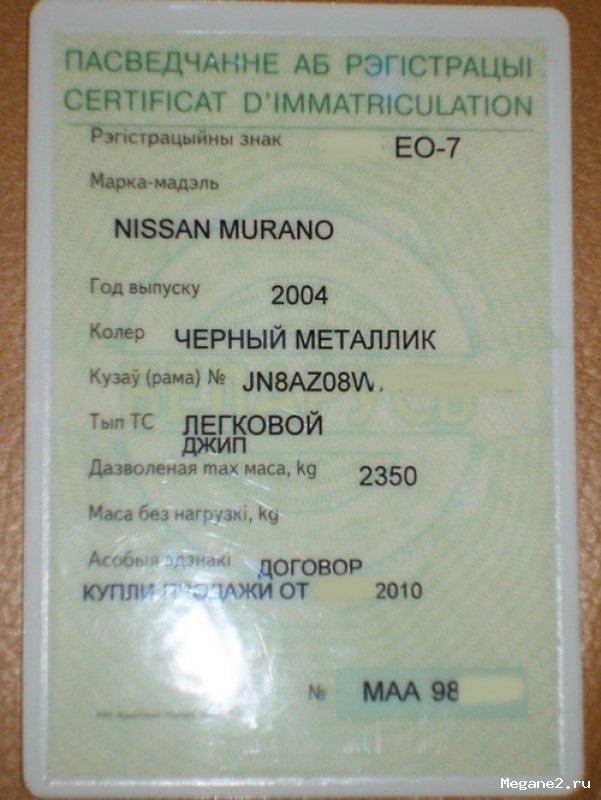 ПАСВЕДЧАННЕ АБ РЭГІСТРАЦЫІ
CERTIFICAT D'IMMATRICULATION
Рэгістрацыйны знак EO-7
Марка-мадэль
NISSAN MURANO
Год выпуску 2004
Колер ЧЕРНЫЙ МЕТАЛЛИК
Кузаў (рама) № JN8AZ08W
Тып ТС ЛЕГКОВОЙ
ДЖИП
Дазволеная max маса, kg 2350
Маса без нагрузкі, kg
Асобыя адзнакі ДОГОВОР
КУПЛИ ПРОДАЖИ ОТ 2010
№ МАА 98
Megane2.ru